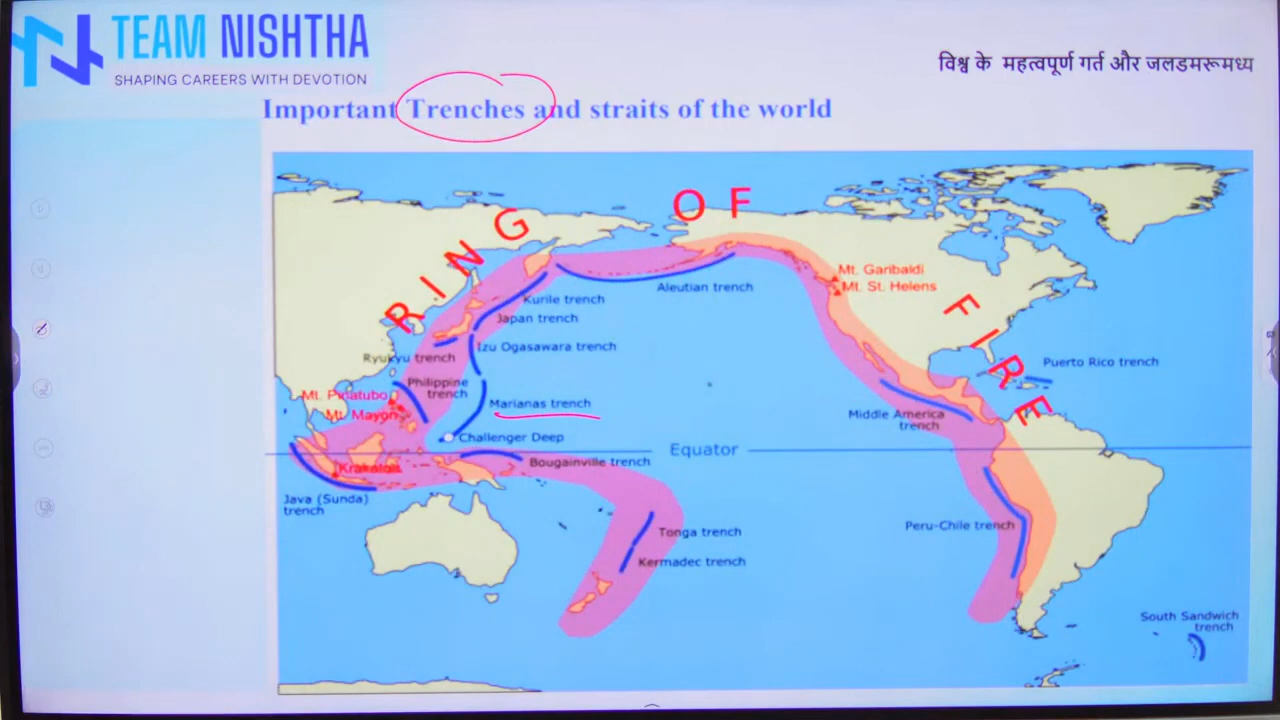 TEAM NISHTHA
SHAPING CAREERS WITH DEVOTION
विश्व के महत्वपूर्ण गर्त और जलडमरूमध्य
Important Trenches and straits of the world
RING OF FIRE
Mt. Garibaldi
Mt. St. Helens
Aleutian trench
Kurile trench
Japan trench
Izu Ogasawara trench
Ryukyu trench
Puerto Rico trench
Philippine
trench
Mt. Pinatubo
Mt. Mayon
Marianas trench
Middle America
trench
Challenger Deep
Equator
Bougainville trench
Krakatoa
Java (Sunda)
trench
Peru-Chile trench
Tonga trench
Kermadec trench
South Sandwich
trench